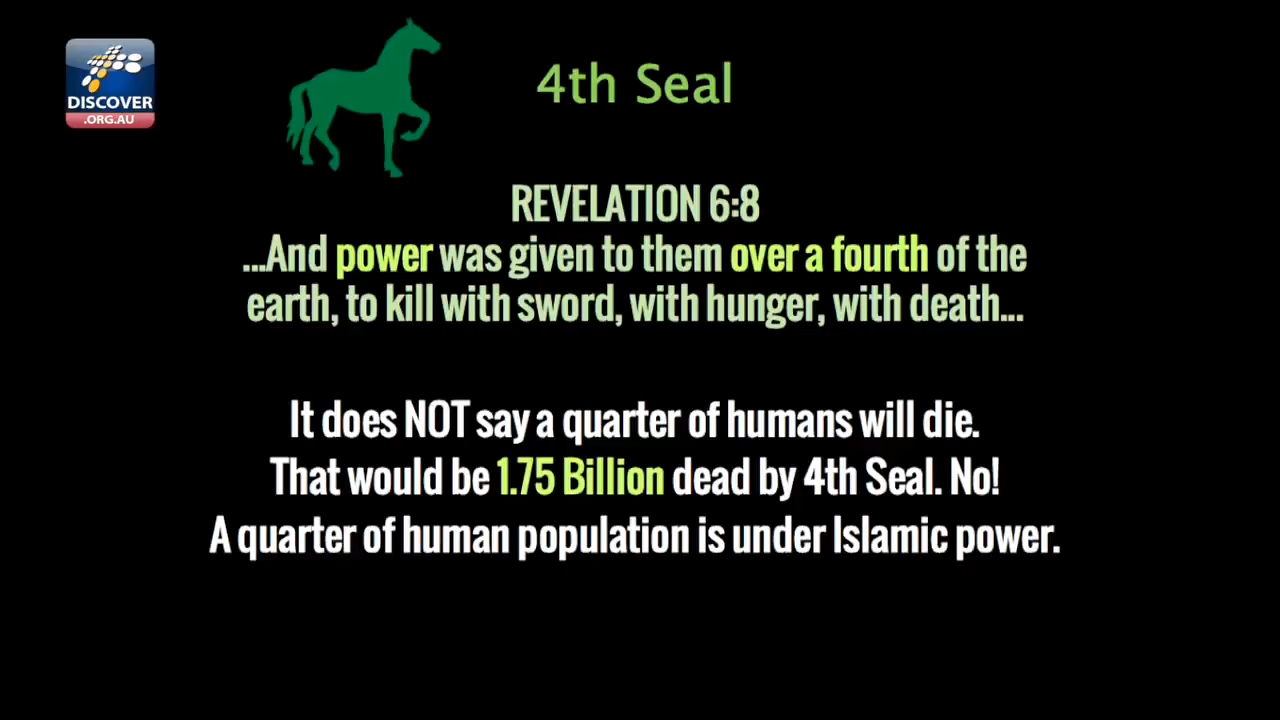 DISCOVER
.ORG.AU
4th Seal
REVELATION 6:8
...And power was given to them over a fourth of the
earth, to kill with sword, with hunger, with death...
It does NOT say a quarter of humans will die.
That would be 1.75 Billion dead by 4th Seal. No!
A quarter of human population is under Islamic power.